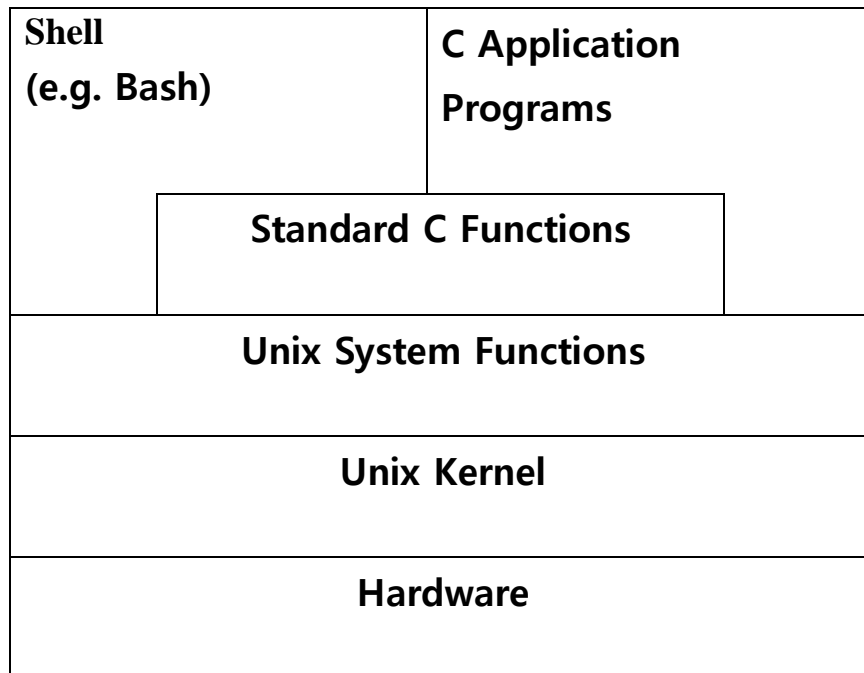 Shell
(e.g. Bash)
C Application
Programs
Standard C Functions
Unix System Functions
Unix Kernel
Hardware